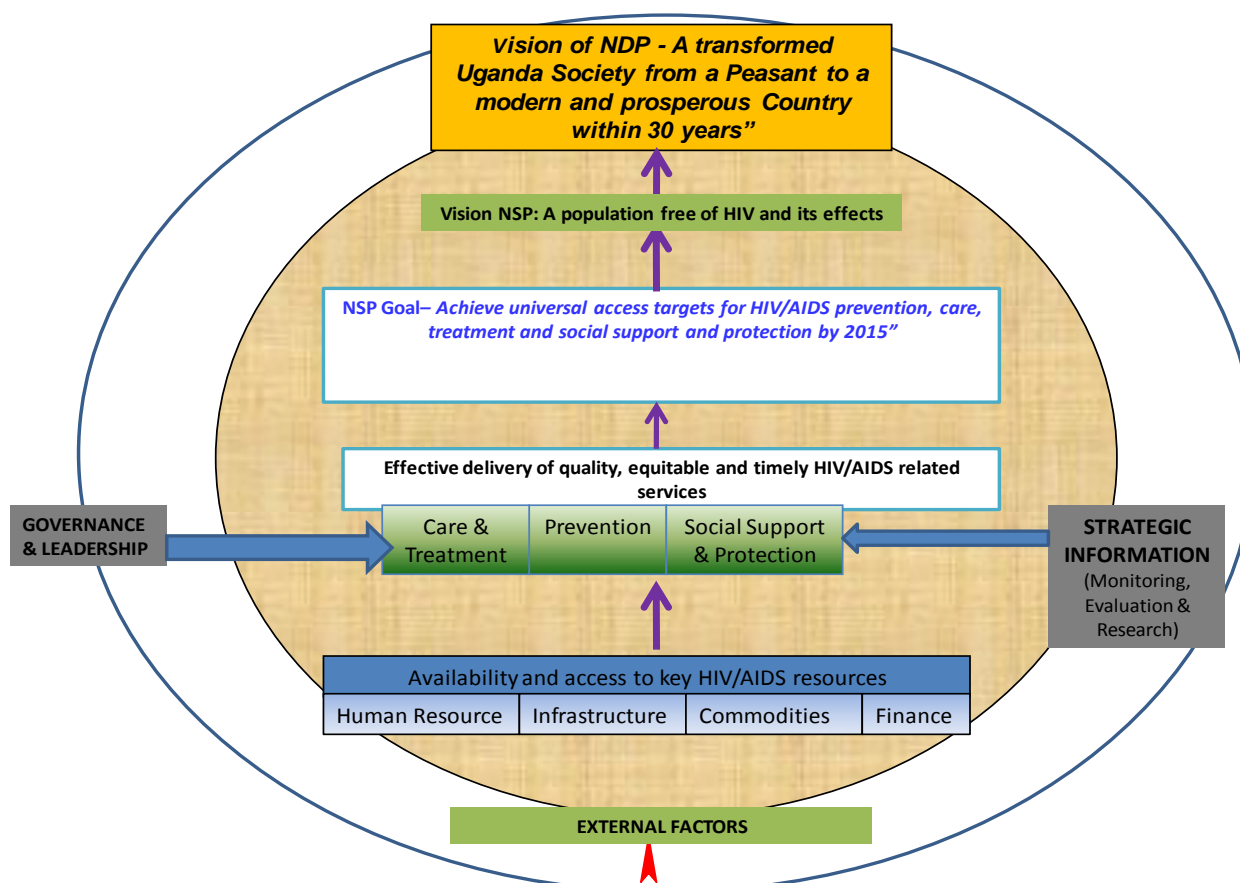 Vision of NDP - A transformed
Uganda Society from a Peasant to a
modern and prosperous Country
within 30 years”
Vision NSP: A population free of HIV and its effects
NSP Goal– Achieve universal access targets for HIV/AIDS prevention, care,
treatment and social support and protection by 2015”
Effective delivery of quality, equitable and timely HIV/AIDS related
services
GOVERNANCE
& LEADERSHIP
Care &
Treatment
Prevention
Social Support
& Protection
STRATEGIC
INFORMATION
(Monitoring,
Evaluation &
Research)
Availability and access to key HIV/AIDS resources
Human Resource
Infrastructure
Commodities
Finance
EXTERNAL FACTORS